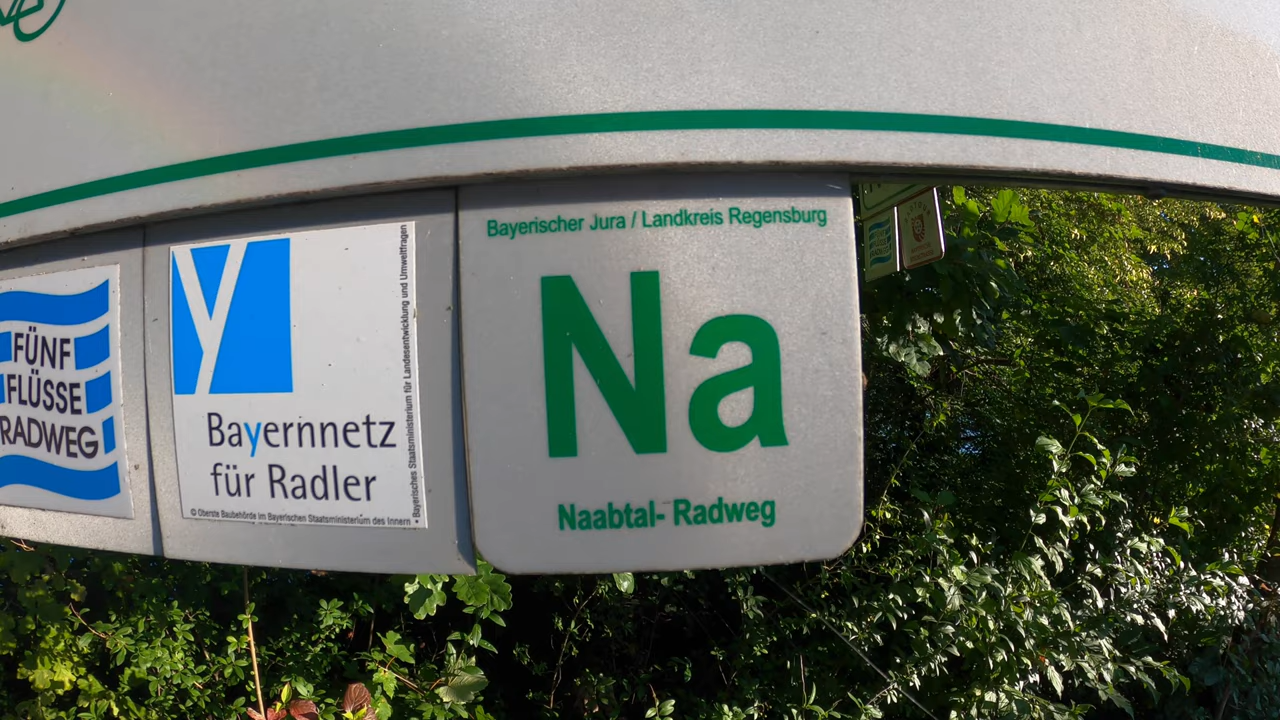 FÜNF
FLÜSSE
RADWEG
y
Bayernnetz
für Radler
© Oberste Baubehörde im Bayerischen Staatsministerium des Innern • Bayerisches Staatsministerium für Landesentwicklung und Umweltfragen
Bayerischer Jura / Landkreis Regensburg
Na
Naabtal- Radweg